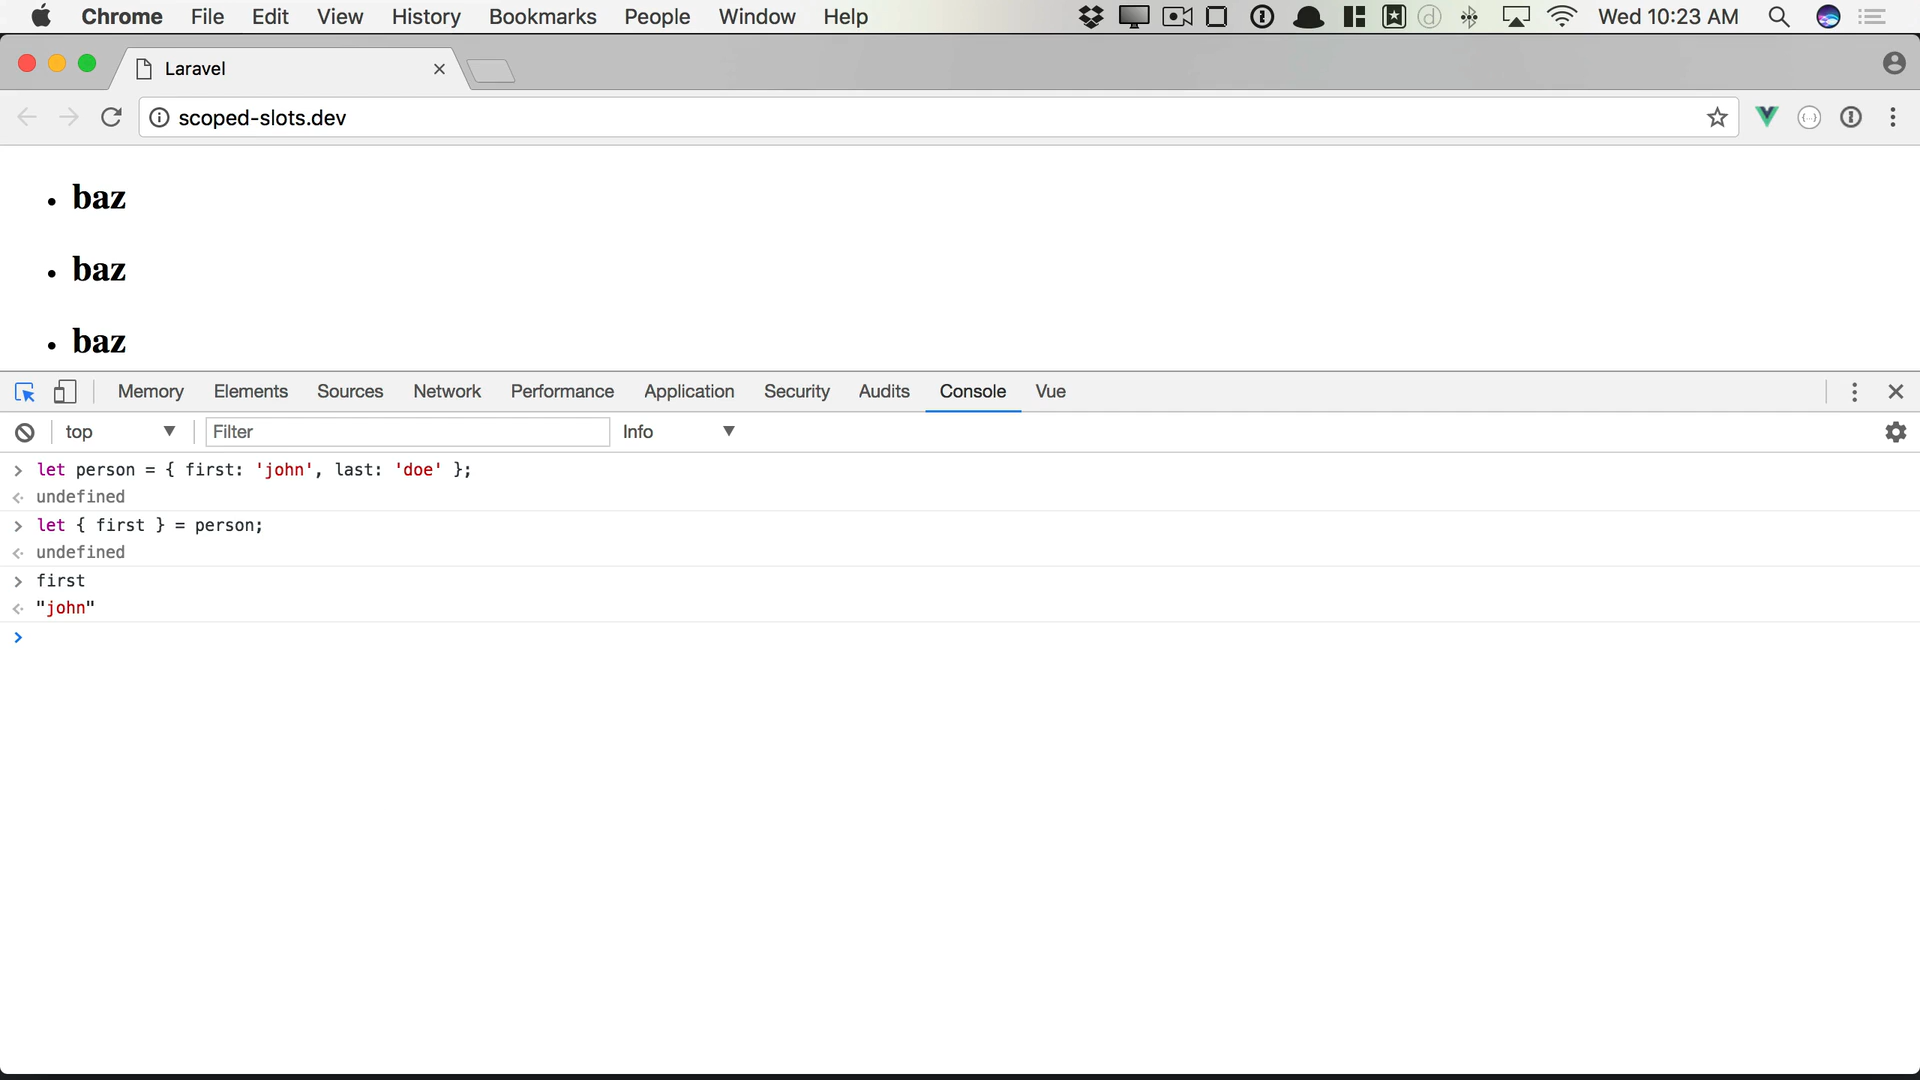 Chrome File Edit View History Bookmarks People Window Help Wed 10:23 AM
Laravel
scoped-slots.dev
• baz
• baz
• baz
Memory Elements Sources Network Performance Application Security Audits Console Vue
top Filter Info
let person = { first: 'john', last: 'doe' };
undefined
let { first } = person;
undefined
first
"john"